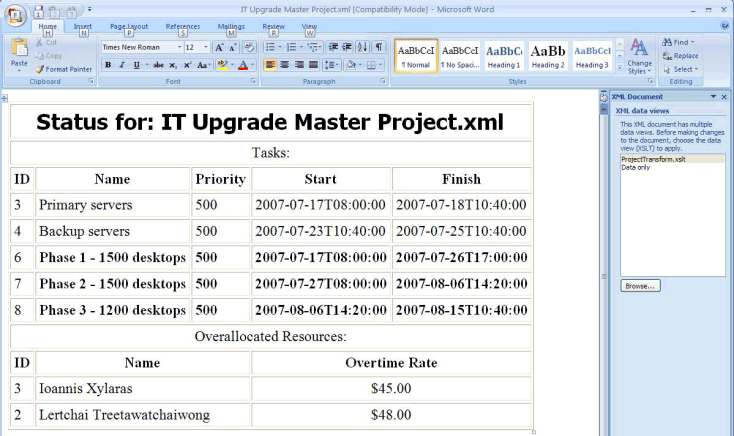 IT Upgrade Master Project.xml [Compatibility Mode] - Microsoft Word
F 1 2 3
Home Insert Page Layout References Mailings Review View
H N P S M R W
Paste
Cut
Copy
Format Painter
Clipboard
Times New Roman 12
Font
Paragraph
AaBbCcI AaBbCcI AaBbC AaBb AaBbCcI
¶ Normal ¶ No Spaci... Heading 1 Heading 2 Heading 3
Change Styles
Styles
Find
Replace
Select
Editing
Status for: IT Upgrade Master Project.xml
Tasks:
ID Name Priority Start Finish
3 Primary servers 500 2007-07-17T08:00:00 2007-07-18T10:40:00
4 Backup servers 500 2007-07-23T10:40:00 2007-07-25T10:40:00
6 Phase 1 - 1500 desktops 500 2007-07-17T08:00:00 2007-07-26T17:00:00
7 Phase 2 - 1500 desktops 500 2007-07-27T08:00:00 2007-08-06T14:20:00
8 Phase 3 - 1200 desktops 500 2007-08-06T14:20:00 2007-08-15T10:40:00
Overallocated Resources:
ID Name Overtime Rate
3 Ioannis Xylaras $45.00
2 Lertchai Treetawatchaiwong $48.00
XML Document
XML data views
This XML document has multiple
data views. Before making changes
to the document, choose the data
view (XSLT) to apply.
ProjectTransform.xslt
Data only
Browse...